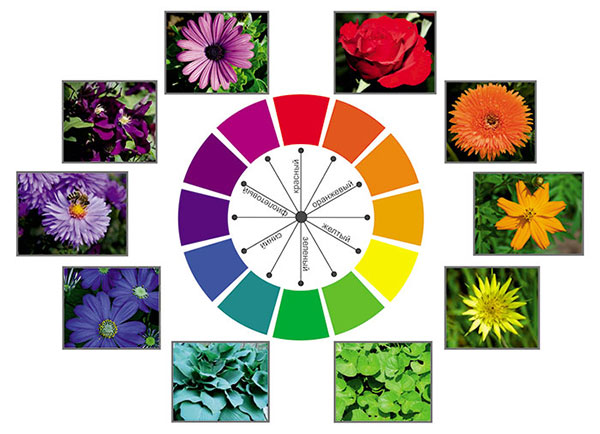 красный
оранжевый
желтый
зеленый
синий
фиолетовый